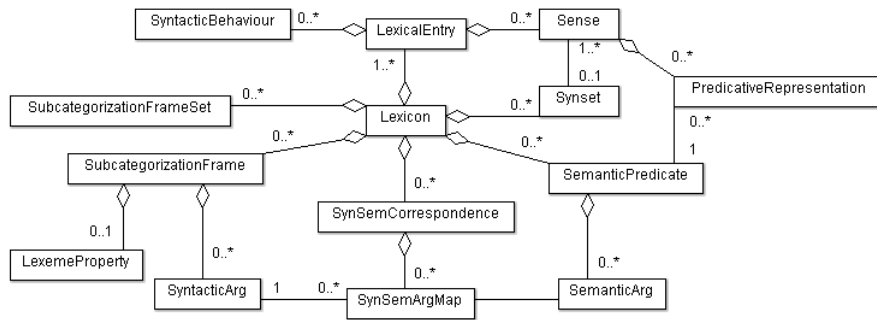 SyntacticBehaviour 0..* LexicalEntry 0..* Sense
1..* 0..*
1..* 0..1
SubcategorizationFrameSet 0..* Lexicon 0..* Synset PredicativeRepresentation
0..* 0..* 0..*
1
SubcategorizationFrame SemanticPredicate
0..*
SynSemCorrespondence
0..1 0..*
LexemeProperty 0..* 0..*
SyntacticArg 1 0..* SynSemArgMap SemanticArg